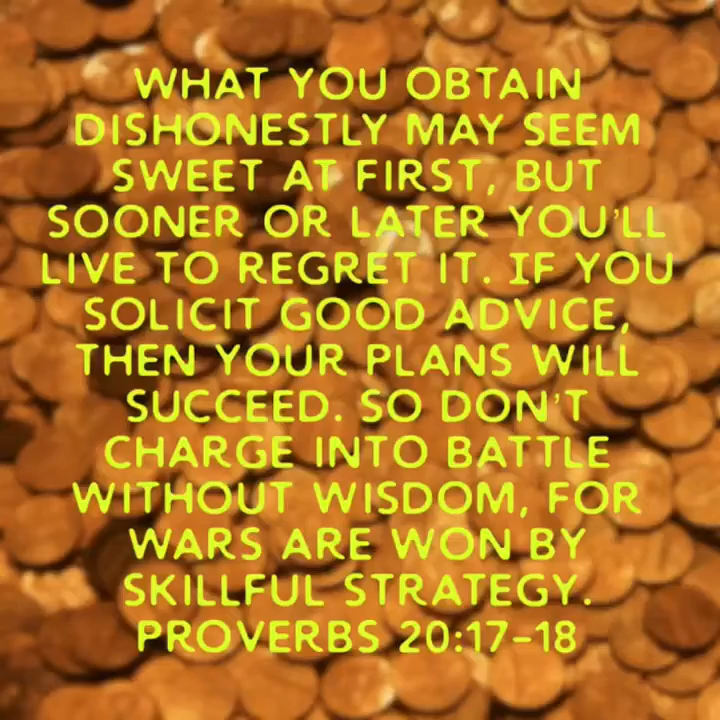 WHAT YOU OBTAIN
DISHONESTLY MAY SEEM
SWEET AT FIRST, BUT
SOONER OR LATER YOU'LL
LIVE TO REGRET IT. IF YOU
SOLICIT GOOD ADVICE,
THEN YOUR PLANS WILL
SUCCEED. SO DON'T
CHARGE INTO BATTLE
WITHOUT WISDOM, FOR
WARS ARE WON BY
SKILLFUL STRATEGY.
PROVERBS 20:17-18